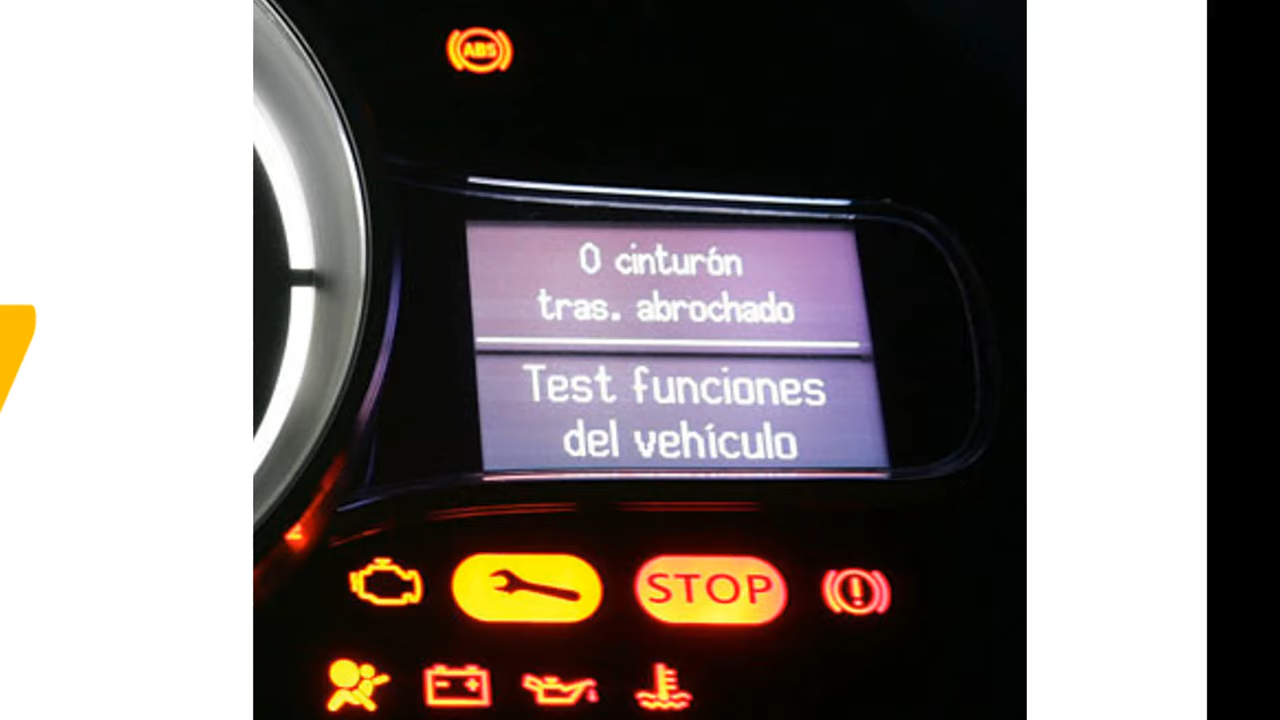 ABS
0 cinturón
tras. abrochado
Test funciones
del vehículo
STOP